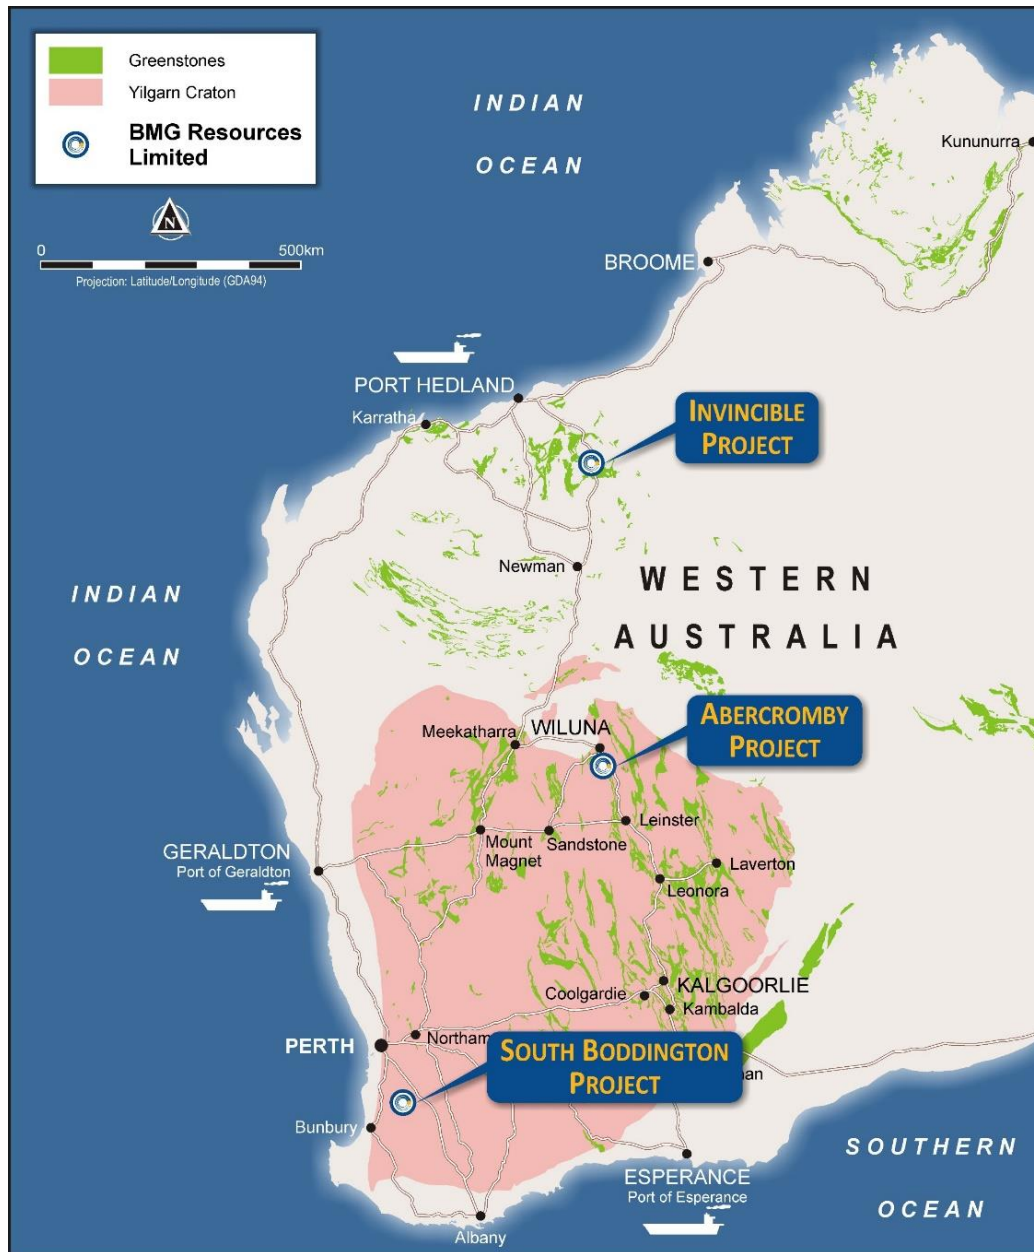 Greenstones
Yilgarn Craton
BMG Resources
Limited
N
0
500km
Projection: Latitude/Longitude (GDA94)
INDIAN
OCEAN
Kununurra
BROOME
PORT HEDLAND
Karratha
INVINCIBLE
PROJECT
Newman
WESTERN
AUSTRALIA
INDIAN
OCEAN
Meekatharra
WILUNA
ABERCROMBY
PROJECT
Leinster
Mount
Magnet
Sandstone
GERALDTON
Port of Geraldton
Laverton
Leonora
KALGOORLIE
Coolgardie
Kambalda
PERTH
Northam
SOUTH BODDINGTON
PROJECT
man
Bunbury
SOUTHERN
OCEAN
ESPERANCE
Port of Esperance
Albany